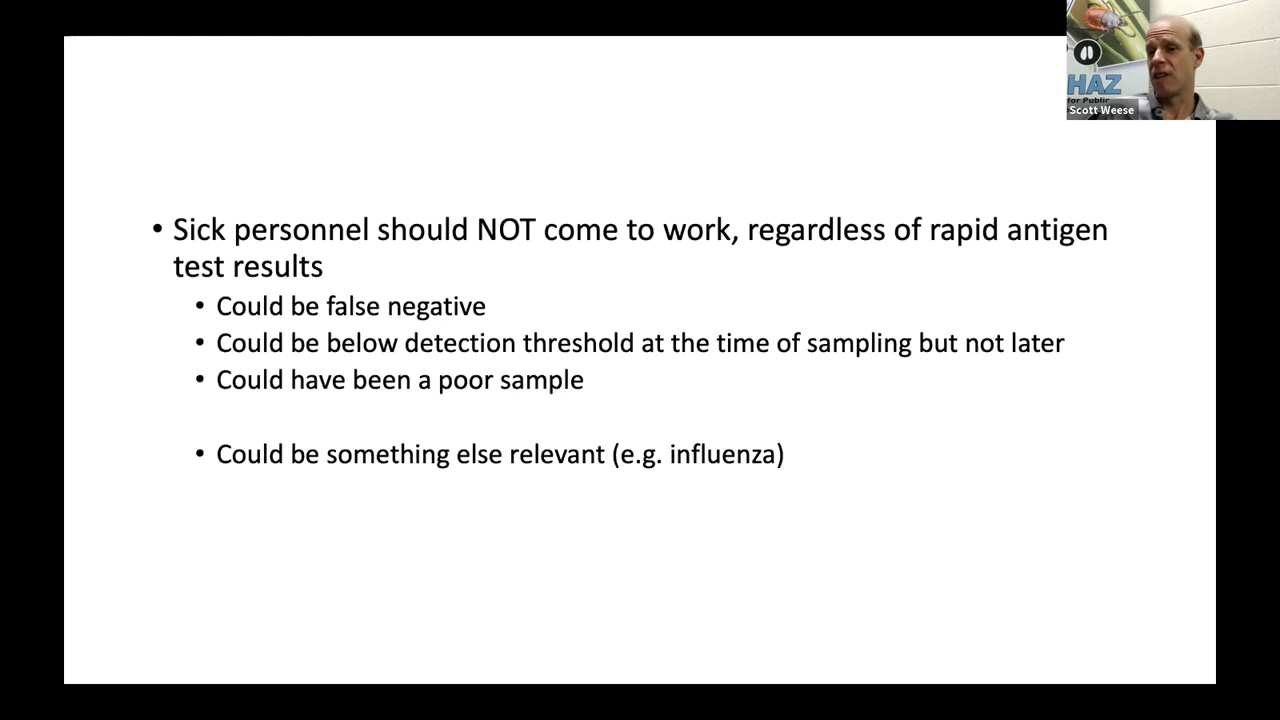 HAZ
for Public
Scott Weese
• Sick personnel should NOT come to work, regardless of rapid antigen
test results
• Could be false negative
• Could be below detection threshold at the time of sampling but not later
• Could have been a poor sample
• Could be something else relevant (e.g. influenza)